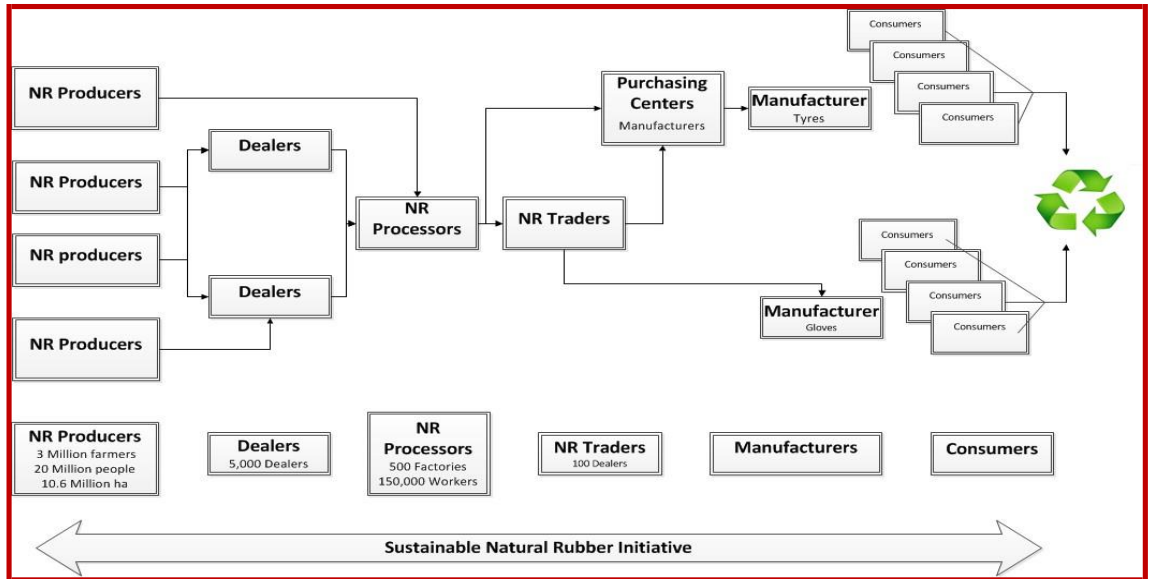 Consumers
Consumers
Consumers
Consumers
NR Producers
Purchasing
Centers
Manufacturers
Manufacturer
Tyres
Dealers
NR Producers
NR
Processors
NR Traders
NR producers
Consumers
Consumers
Consumers
Consumers
Dealers
Manufacturer
Gloves
NR Producers
NR Producers
3 Million farmers
20 Million people
10.6 Million ha
Dealers
5,000 Dealers
NR
Processors
500 Factories
150,000 Workers
NR Traders
100 Dealers
Manufacturers
Consumers
Sustainable Natural Rubber Initiative